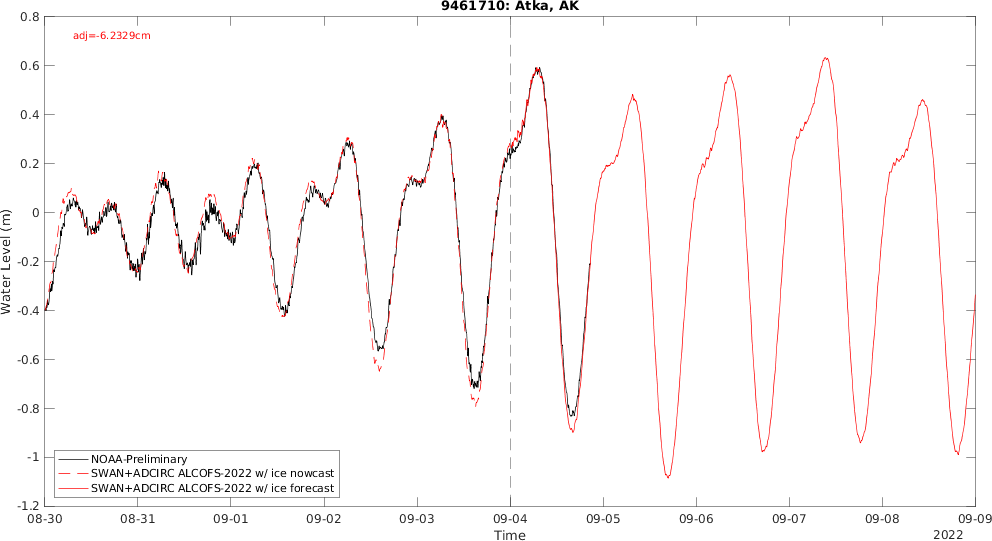 9461710: Atka, AK
adj=-6.2329cm
0.8
0.6
0.4
0.2
0
-0.2
-0.4
-0.6
-0.8
-1
-1.2
Water Level (m)
NOAA-Preliminary
SWAN+ADCIRC ALCOFS-2022 w/ ice nowcast
SWAN+ADCIRC ALCOFS-2022 w/ ice forecast
08-30 08-31 09-01 09-02 09-03 09-04 09-05 09-06 09-07 09-08 09-09
Time
2022